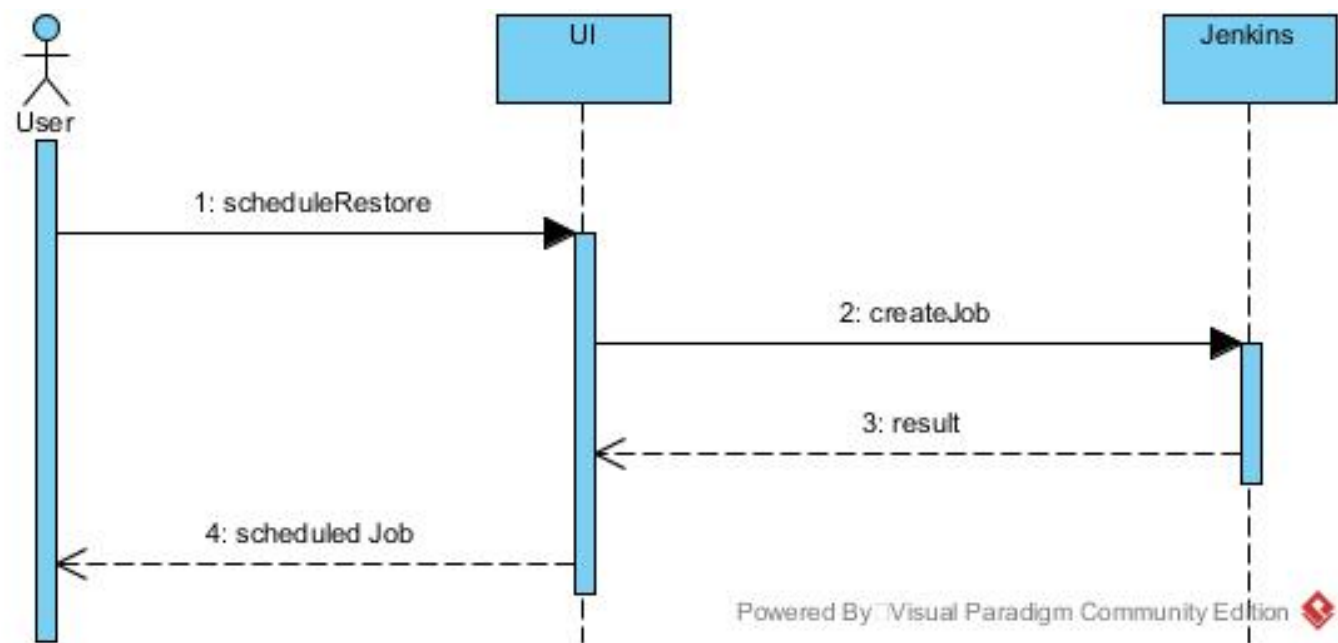 UI
Jenkins
User
1: scheduleRestore
2: createJob
3: result
4: scheduled Job
Powered By Visual Paradigm Community Edition